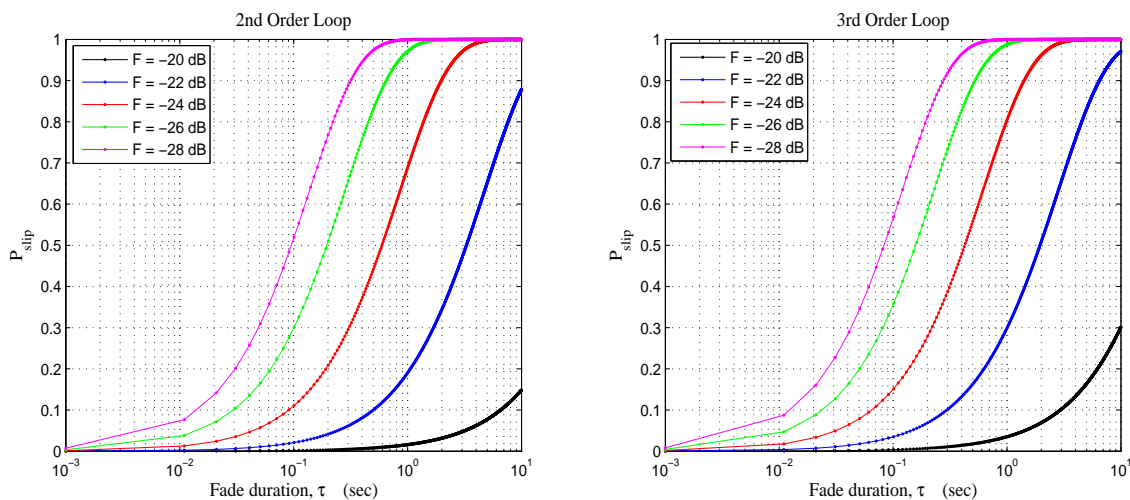 2nd Order Loop
1
0.9
0.8
0.7
0.6
0.5
0.4
0.3
0.2
0.1
0
P_slip
F = −20 dB
F = −22 dB
F = −24 dB
F = −26 dB
F = −28 dB
10^−3
10^−2
10^−1
10^0
10^1
Fade duration, τ (sec)
3rd Order Loop
1
0.9
0.8
0.7
0.6
0.5
0.4
0.3
0.2
0.1
0
P_slip
F = −20 dB
F = −22 dB
F = −24 dB
F = −26 dB
F = −28 dB
10^−3
10^−2
10^−1
10^0
10^1
Fade duration, τ (sec)